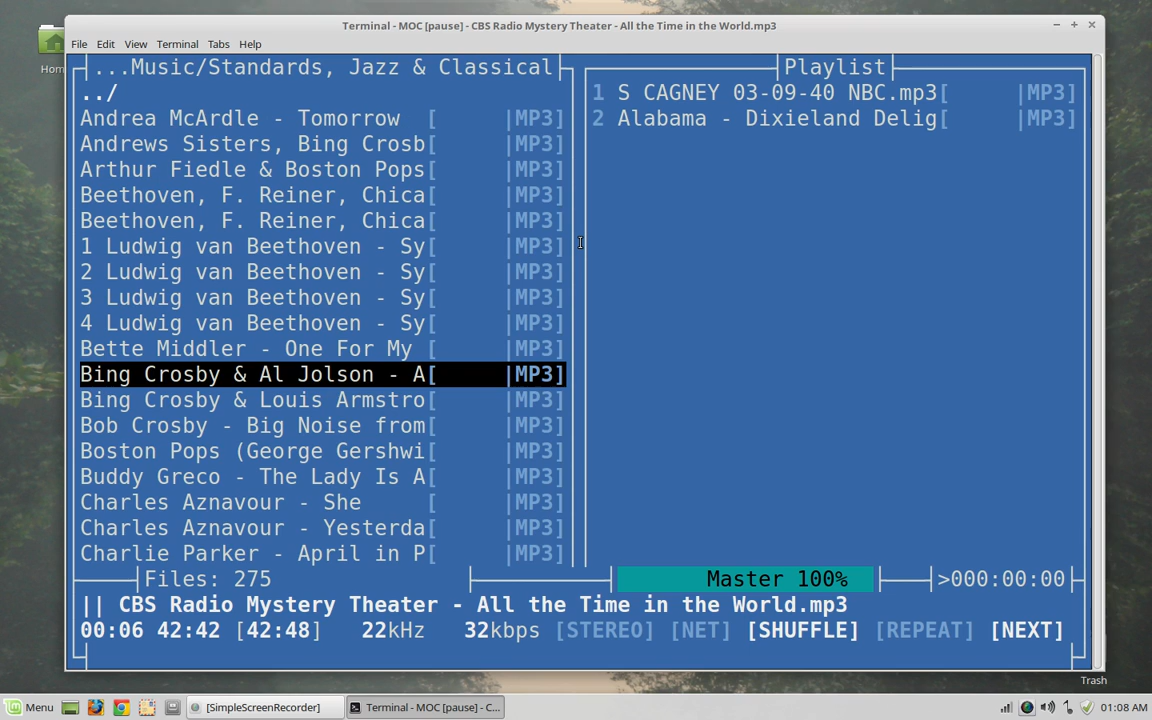 Terminal - MOC [pause] - CBS Radio Mystery Theater - All the Time in the World.mp3
File Edit View Terminal Tabs Help
Hom
...Music/Standards, Jazz & Classical
../
Andrea McArdle - Tomorrow [ |MP3]
Andrews Sisters, Bing Crosb[ |MP3]
Arthur Fiedle & Boston Pops[ |MP3]
Beethoven, F. Reiner, Chica[ |MP3]
Beethoven, F. Reiner, Chica[ |MP3]
1 Ludwig van Beethoven - Sy[ |MP3]
2 Ludwig van Beethoven - Sy[ |MP3]
3 Ludwig van Beethoven - Sy[ |MP3]
4 Ludwig van Beethoven - Sy[ |MP3]
Bette Middler - One For My [ |MP3]
Bing Crosby & Al Jolson - A[ |MP3]
Bing Crosby & Louis Armstro[ |MP3]
Bob Crosby - Big Noise from[ |MP3]
Boston Pops (George Gershwi[ |MP3]
Buddy Greco - The Lady Is A[ |MP3]
Charles Aznavour - She [ |MP3]
Charles Aznavour - Yesterda[ |MP3]
Charlie Parker - April in P[ |MP3]
Playlist
1 S CAGNEY 03-09-40 NBC.mp3[ |MP3]
2 Alabama - Dixieland Delig[ |MP3]
Files: 275
Master 100%
>000:00:00
|| CBS Radio Mystery Theater - All the Time in the World.mp3
00:06 42:42 [42:48] 22kHz 32kbps [STEREO] [NET] [SHUFFLE] [REPEAT] [NEXT]
Trash
Menu
[SimpleScreenRecorder]
Terminal - MOC [pause] - C...
01:08 AM